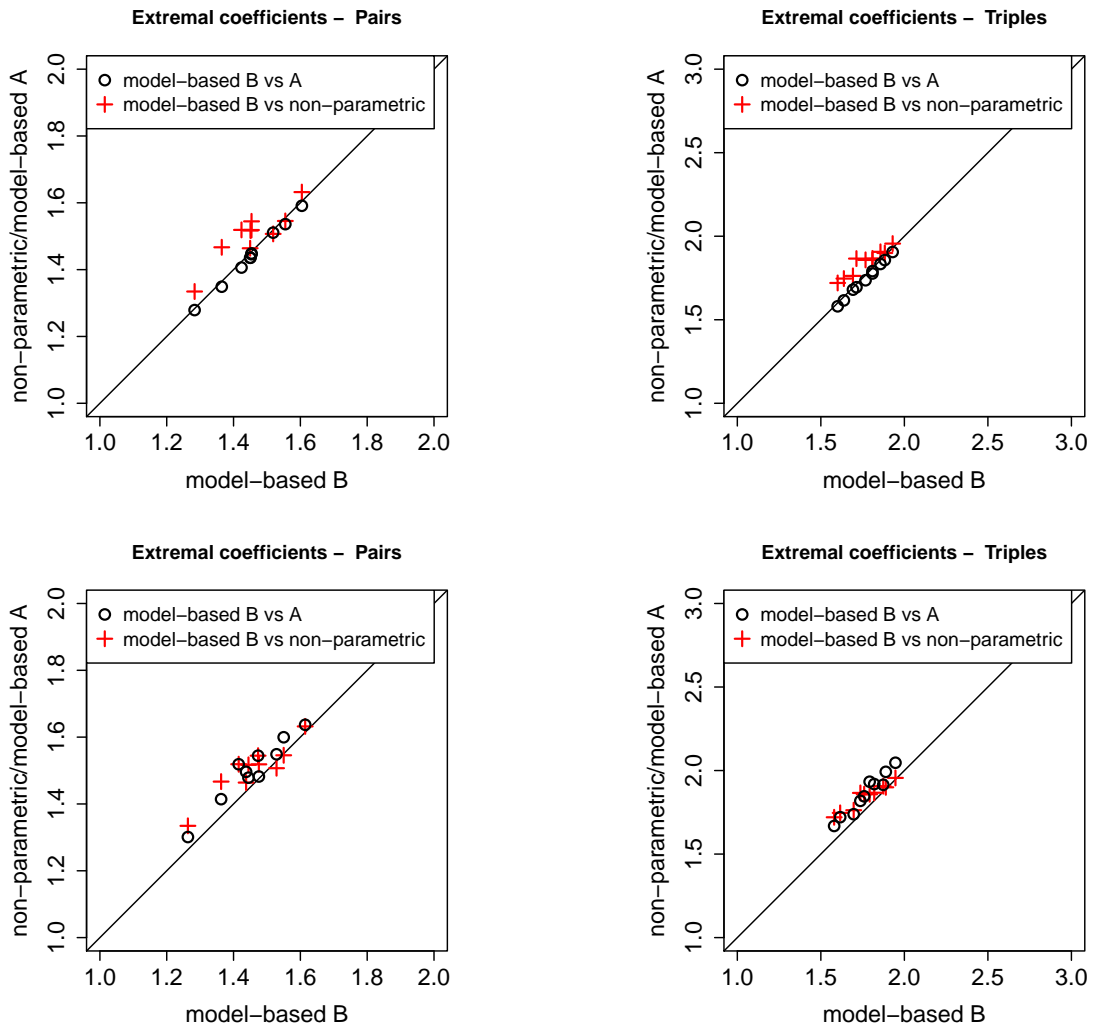 Extremal coefficients – Pairs
non–parametric/model–based A
2.0
1.8
1.6
1.4
1.2
1.0
model–based B vs A
model–based B vs non–parametric
1.0 1.2 1.4 1.6 1.8 2.0
model–based B
Extremal coefficients – Triples
non–parametric/model–based A
3.0
2.5
2.0
1.5
1.0
model–based B vs A
model–based B vs non–parametric
1.0 1.5 2.0 2.5 3.0
model–based B
Extremal coefficients – Pairs
non–parametric/model–based A
2.0
1.8
1.6
1.4
1.2
1.0
model–based B vs A
model–based B vs non–parametric
1.0 1.2 1.4 1.6 1.8 2.0
model–based B
Extremal coefficients – Triples
non–parametric/model–based A
3.0
2.5
2.0
1.5
1.0
model–based B vs A
model–based B vs non–parametric
1.0 1.5 2.0 2.5 3.0
model–based B